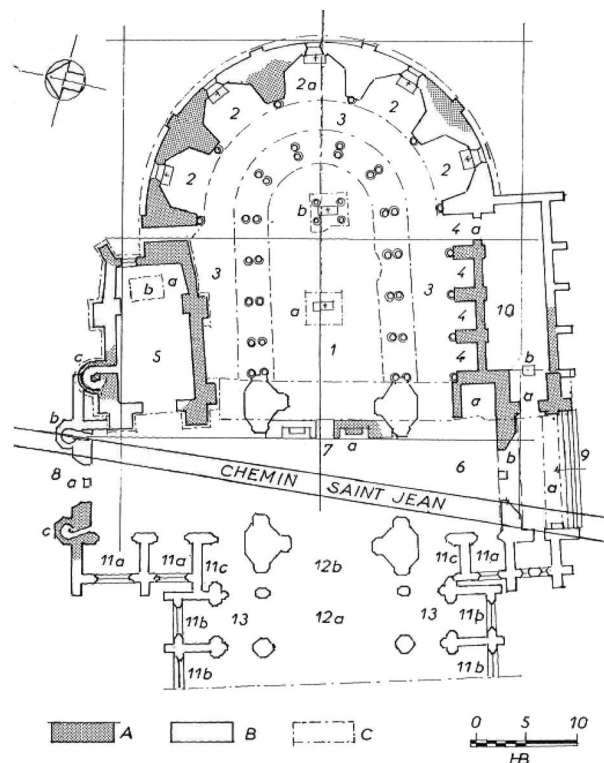 2a
2 3 2
2 2
b
4 a
3 4
b a 3 4
a 10
4
5 1 4
c b
a a
b
7 a 9
8 a CHEMIN SAINT JEAN 6 b a
c
11a 11a 11c 12b 11c 11a
11b 13 12a 13 11b
11b 11b
A B C 0 5 10
HB